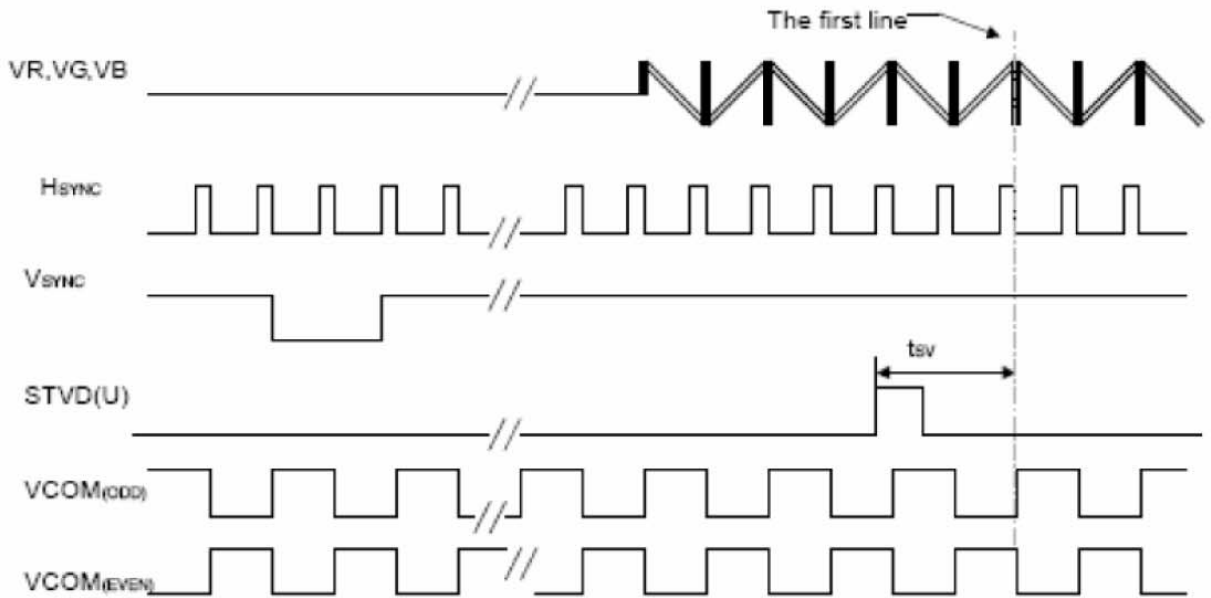 The first line
VR,VG,VB
HSYNC
VSYNC
tsv
STVD(U)
VCOM(ODD)
VCOM(EVEN)